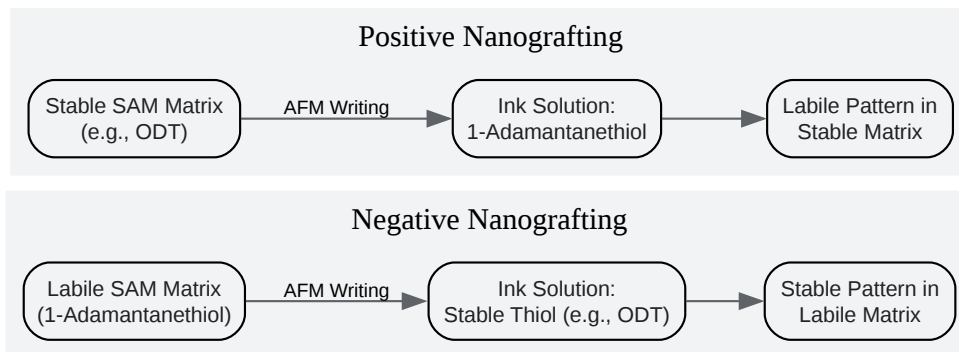 Positive Nanografting
Stable SAM Matrix
(e.g., ODT)
AFM Writing
Ink Solution:
1-Adamantanethiol
Labile Pattern in
Stable Matrix
Negative Nanografting
Labile SAM Matrix
(1-Adamantanethiol)
AFM Writing
Ink Solution:
Stable Thiol (e.g., ODT)
Stable Pattern in
Labile Matrix